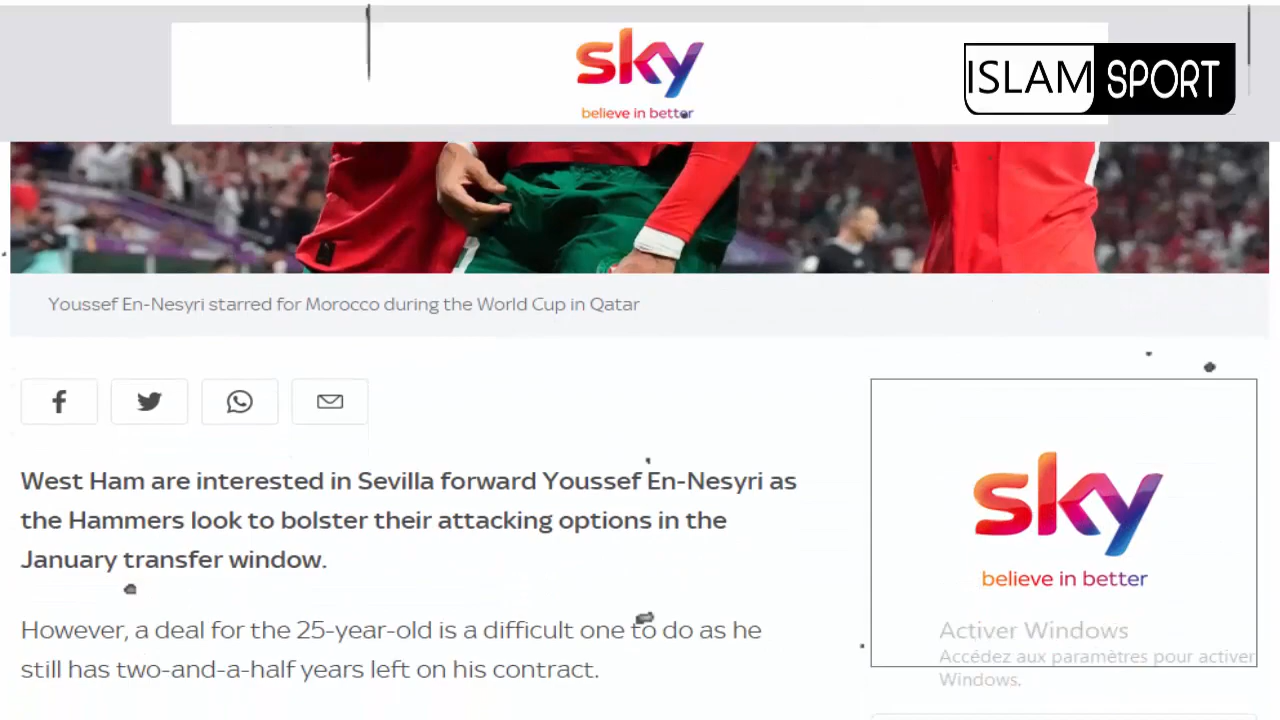 sky
believe in better
ISLAM SPORT
Youssef En-Nesyri starred for Morocco during the World Cup in Qatar
West Ham are interested in Sevilla forward Youssef En-Nesyri as
the Hammers look to bolster their attacking options in the
January transfer window.
However, a deal for the 25-year-old is a difficult one to do as he
still has two-and-a-half years left on his contract.
sky
believe in better
Activer Windows
Accédez aux paramètres pour activer
Windows.